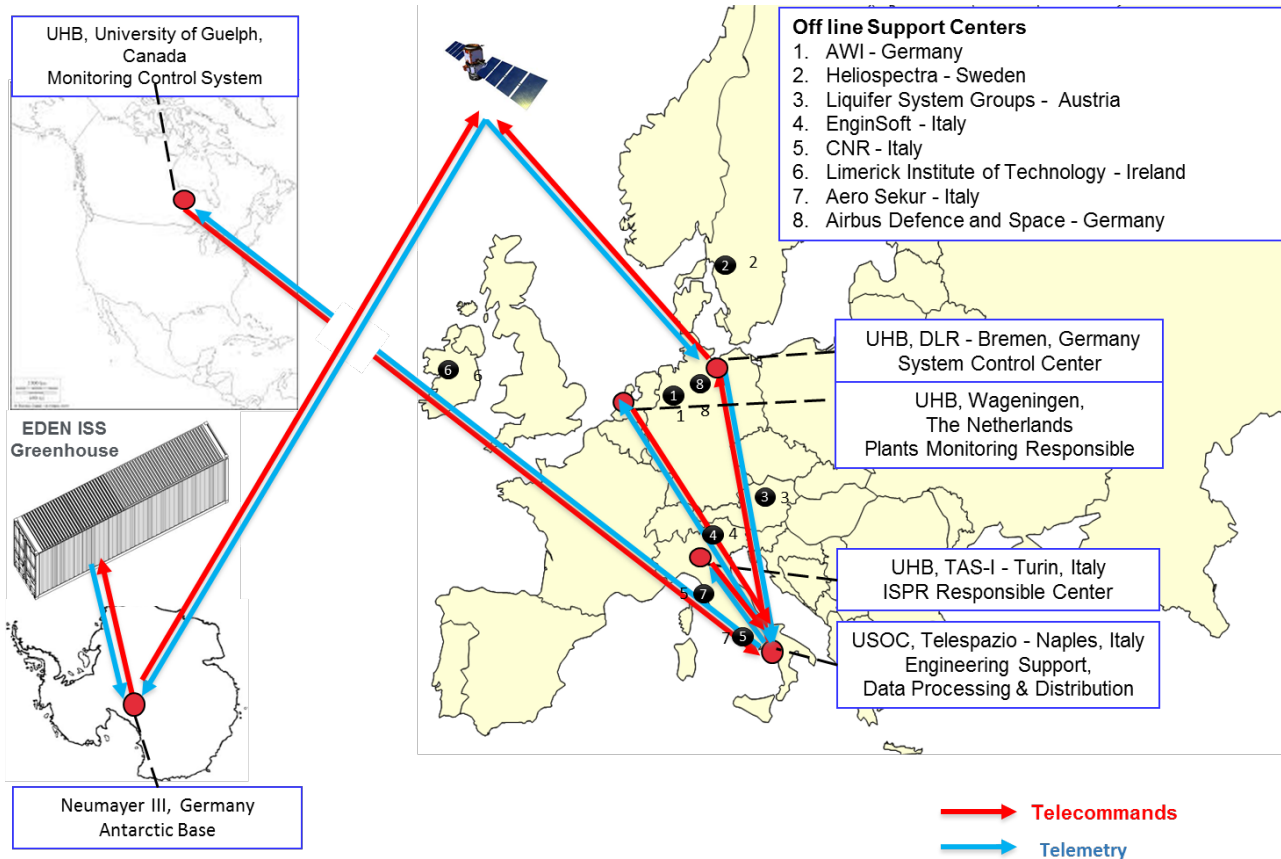 UHB, University of Guelph,
Canada
Monitoring Control System
Off line Support Centers
1. AWI - Germany
2. Heliospectra - Sweden
3. Liquifer System Groups - Austria
4. EnginSoft - Italy
5. CNR - Italy
6. Limerick Institute of Technology - Ireland
7. Aero Sekur - Italy
8. Airbus Defence and Space - Germany
2 2
UHB, DLR - Bremen, Germany
System Control Center
6 6
8
1
1 8
UHB, Wageningen,
The Netherlands
Plants Monitoring Responsible
EDEN ISS
Greenhouse
3 3
4 4
UHB, TAS-I - Turin, Italy
ISPR Responsible Center
5 7
7 5
USOC, Telespazio - Naples, Italy
Engineering Support,
Data Processing & Distribution
Neumayer III, Germany
Antarctic Base
Telecommands
Telemetry